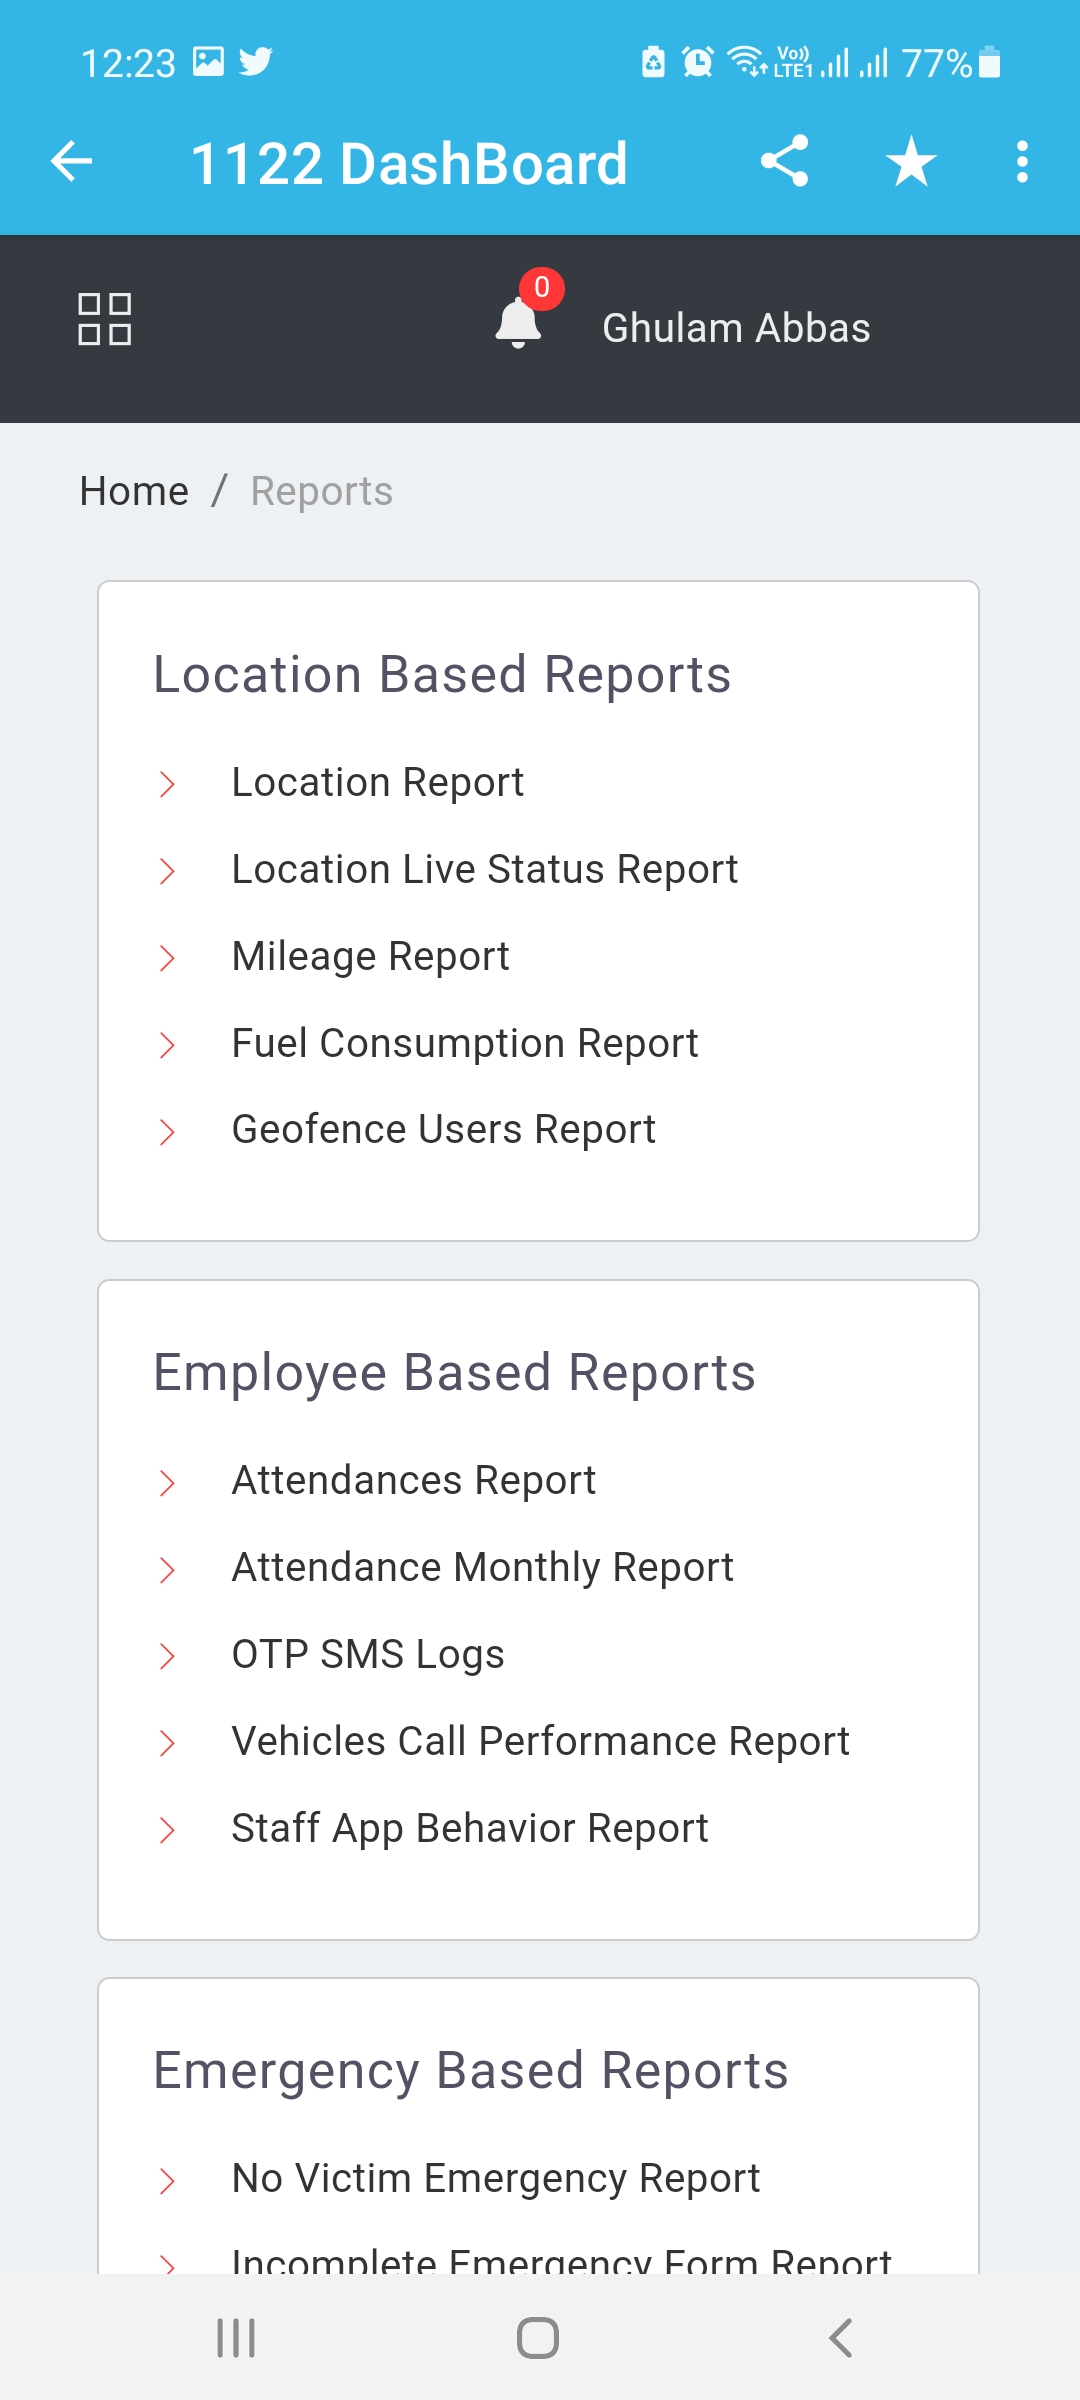 12:23 Vo)) LTE1 77%
1122 DashBoard
0
Ghulam Abbas
Home / Reports
Location Based Reports
Location Report
Location Live Status Report
Mileage Report
Fuel Consumption Report
Geofence Users Report
Employee Based Reports
Attendances Report
Attendance Monthly Report
OTP SMS Logs
Vehicles Call Performance Report
Staff App Behavior Report
Emergency Based Reports
No Victim Emergency Report
Incomplete Emergency Form Report